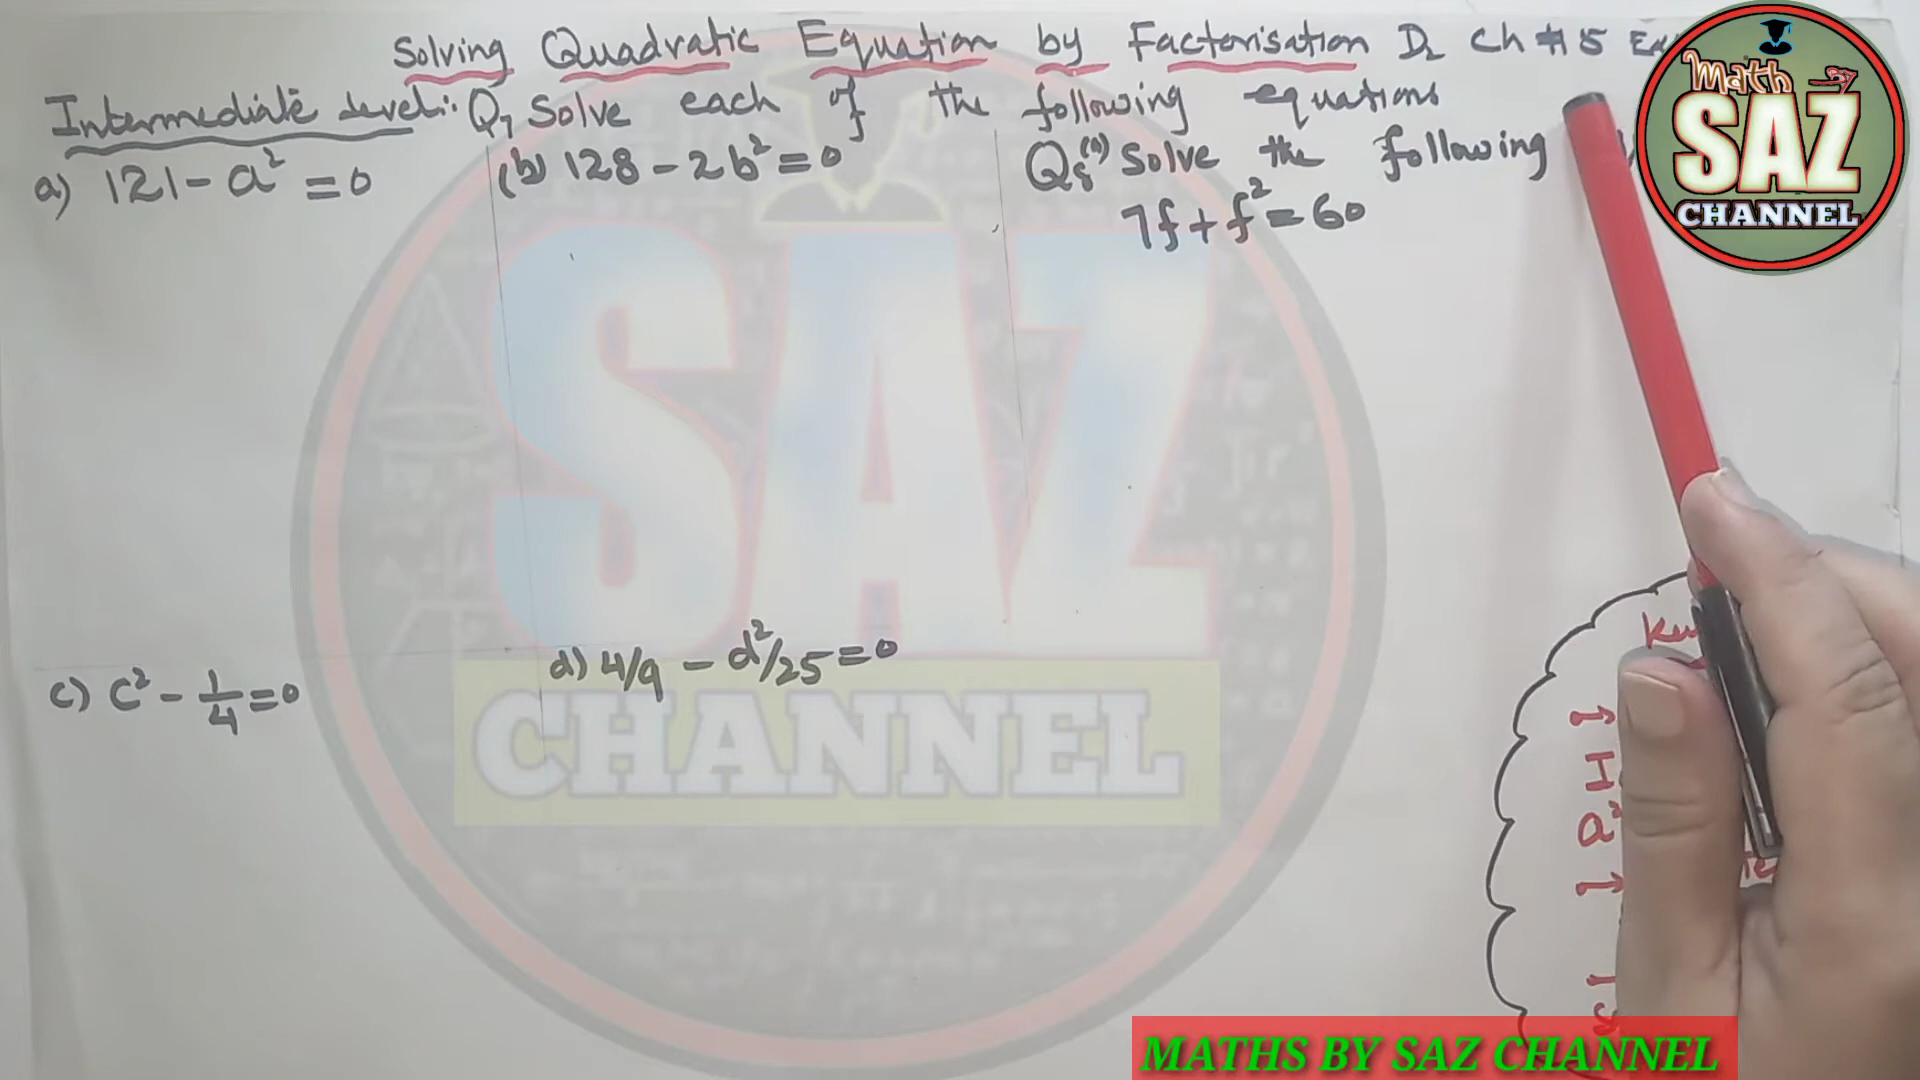 Solving Quadratic Equation by Factorisation D2 Ch # 5
Intermediate Level:- Q7 Solve each of the following equations
a) 121 - a² = 0
(b) 128 - 2b² = 0
Q8 (a) Solve the following
7f + f² = 60
c) c² - 1/4 = 0
d) 4/9 - d²/25 = 0
Math
SAZ
CHANNEL
SAZ
CHANNEL
MATHS BY SAZ CHANNEL